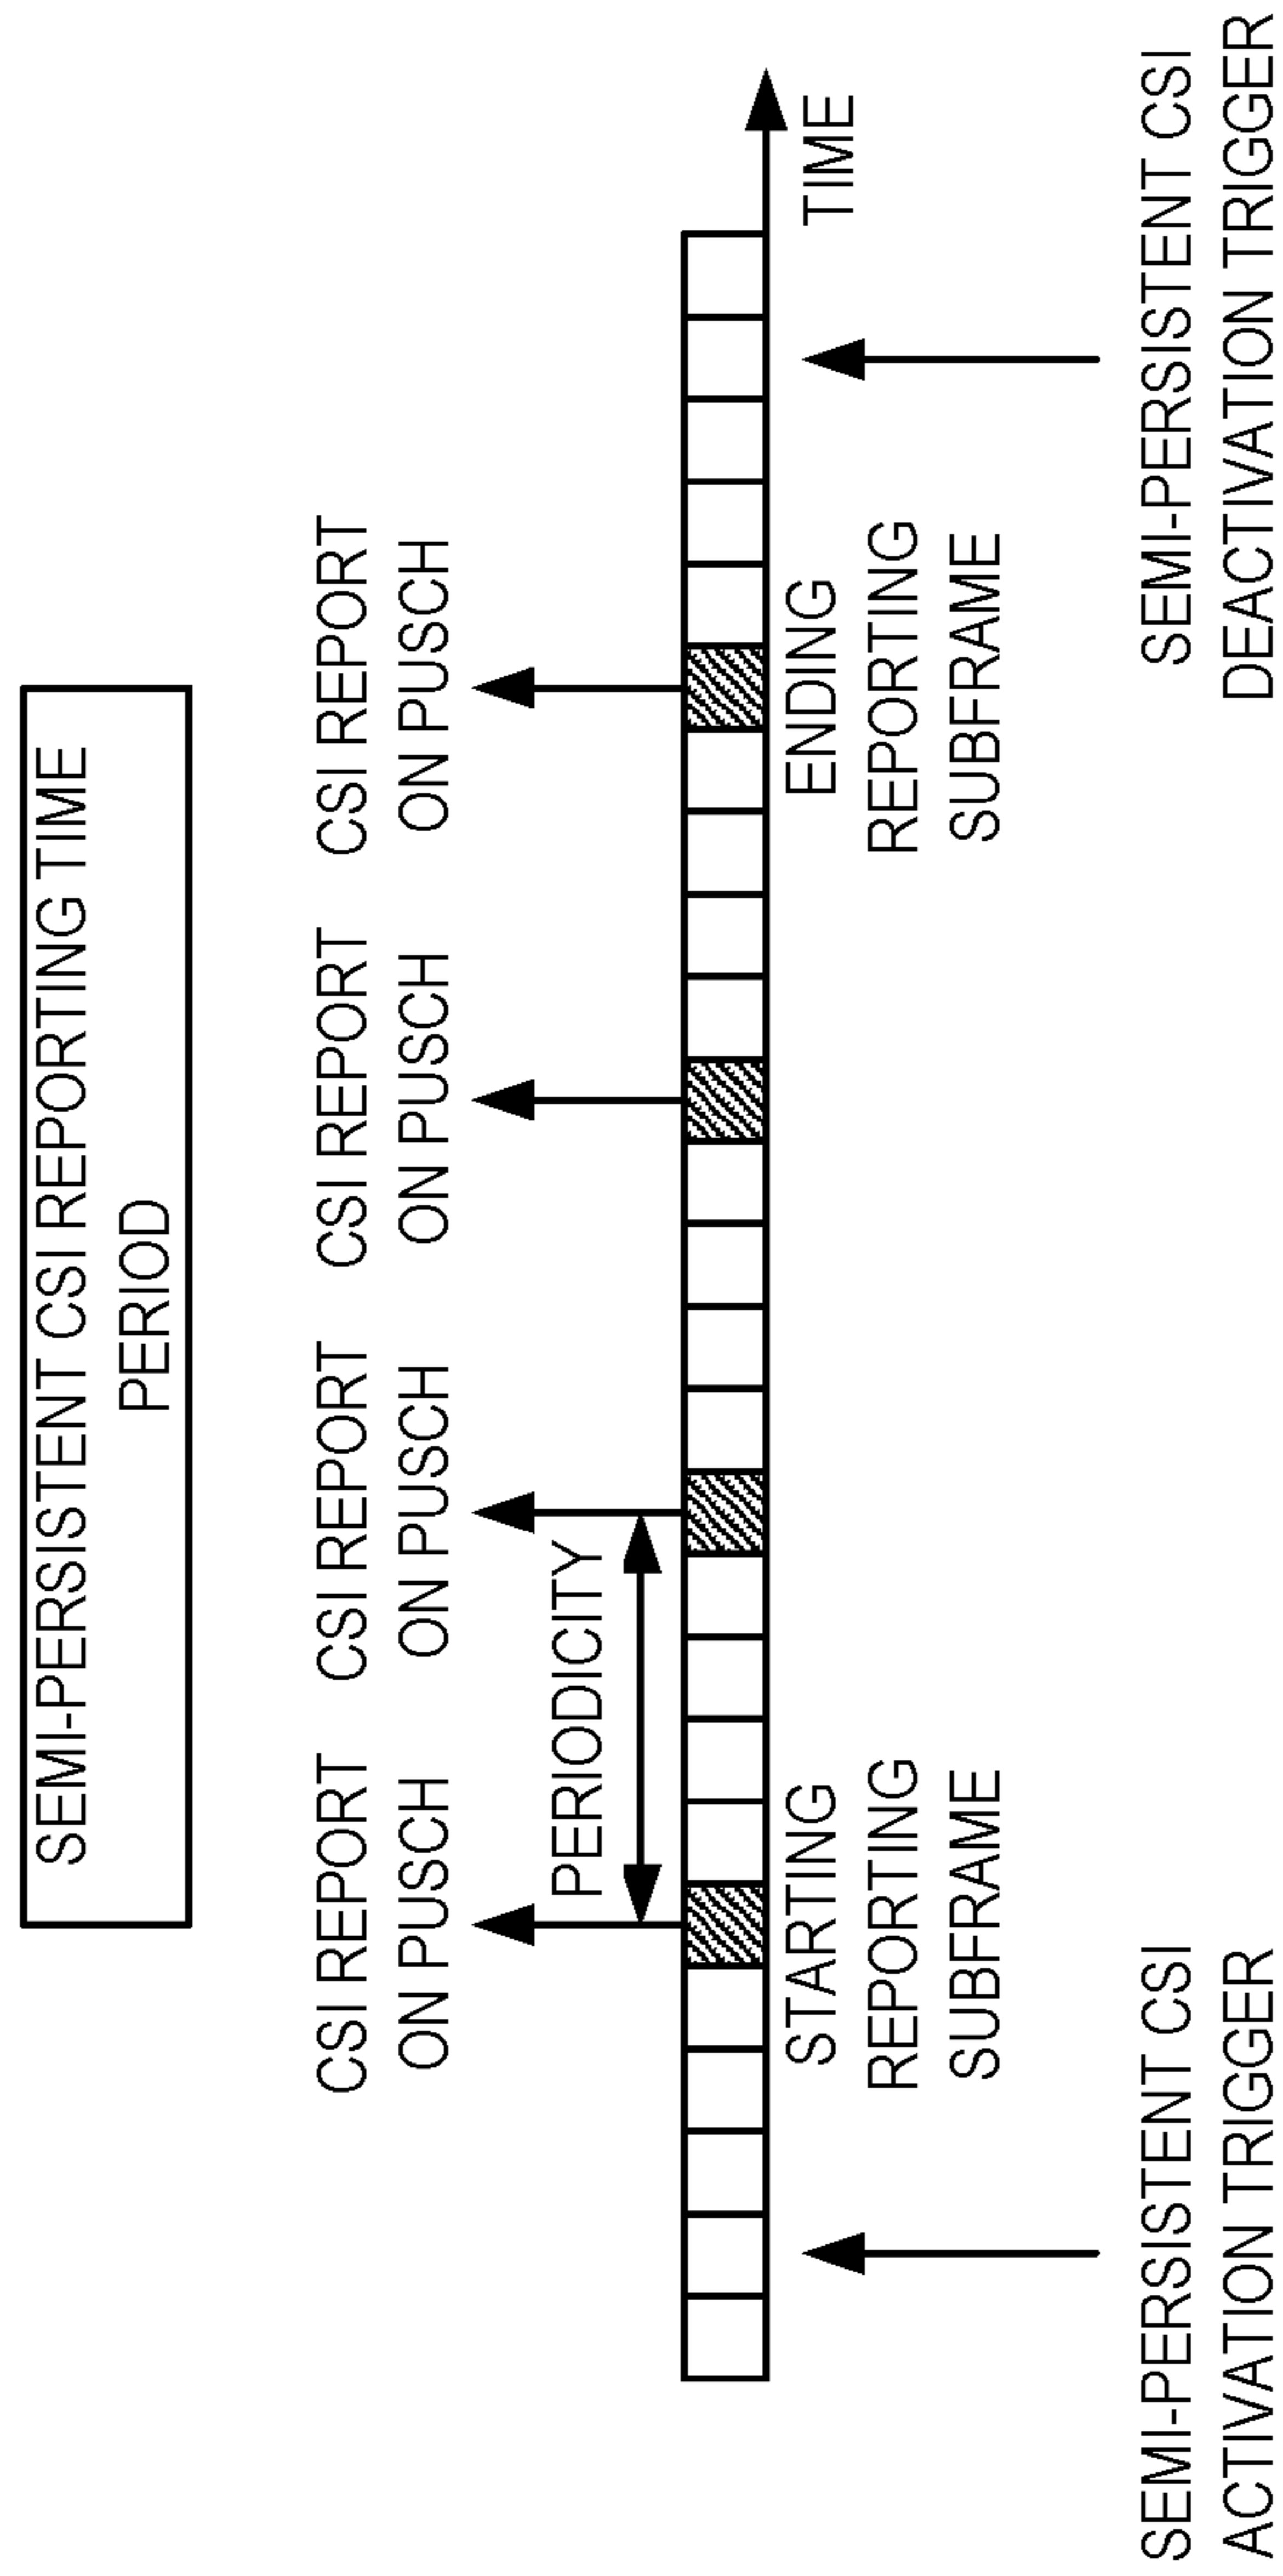 SEMI-PERSISTENT CSI REPORTING TIME
PERIOD
CSI REPORT
ON PUSCH
CSI REPORT
ON PUSCH
CSI REPORT
ON PUSCH
CSI REPORT
ON PUSCH
PERIODICITY
TIME
STARTING
REPORTING
SUBFRAME
ENDING
REPORTING
SUBFRAME
SEMI-PERSISTENT CSI
ACTIVATION TRIGGER
SEMI-PERSISTENT CSI
DEACTIVATION TRIGGER